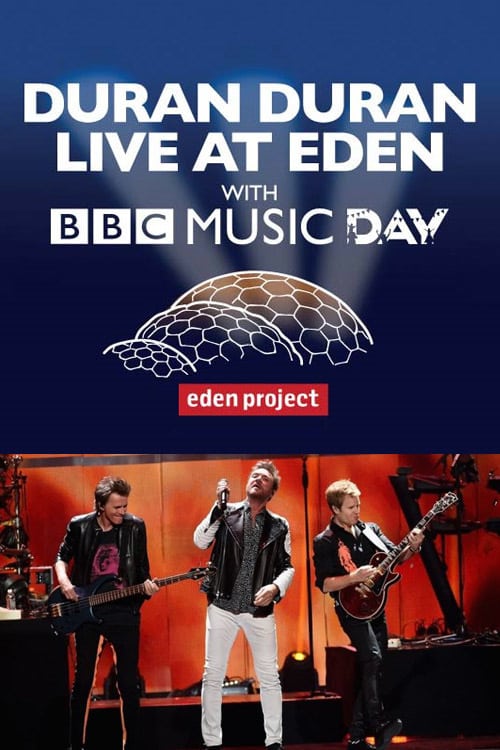 DURAN DURAN
LIVE AT EDEN
WITH
BBC MUSIC DAY
eden project